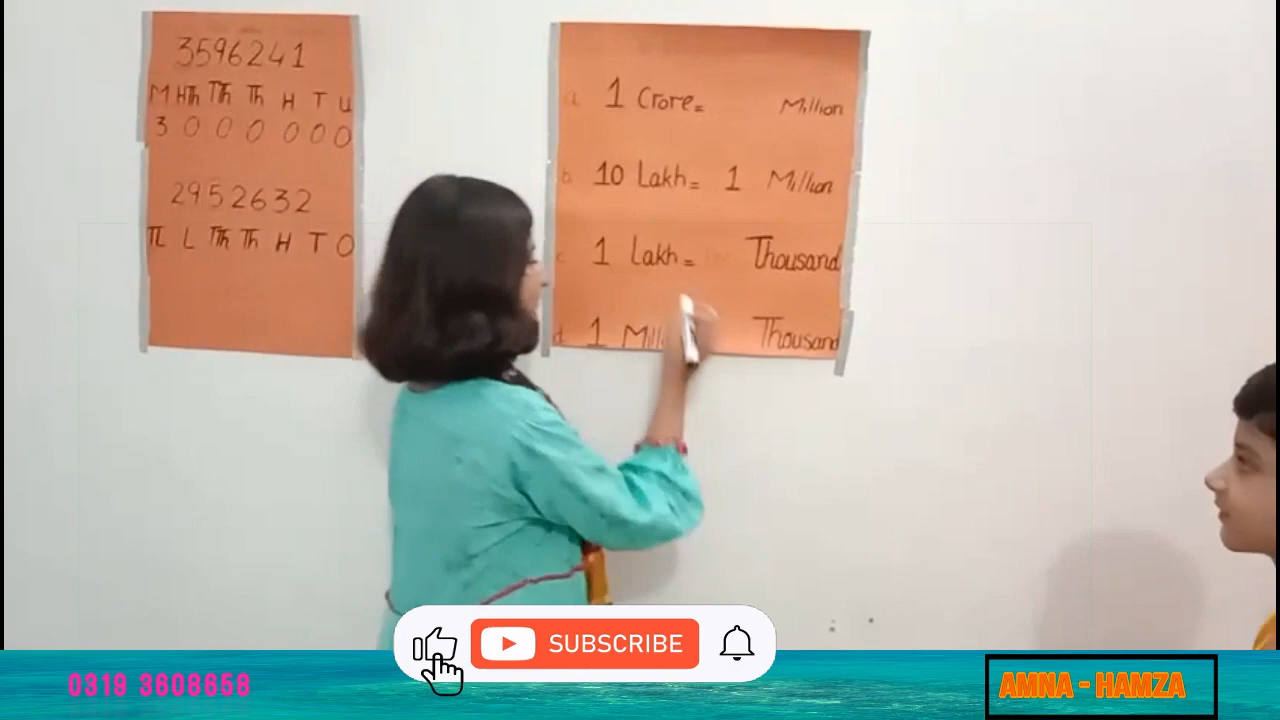 3596241
M HTh TTh Th H T U
3 0 0 0 0 0 0
2952632
TL L TTh Th H T O
a 1 Crore= Million
b. 10 Lakh= 1 Million
c 1 Lakh= Thousand
d. 1 Thousand
SUBSCRIBE
0319 3608658
AMNA - HAMZA